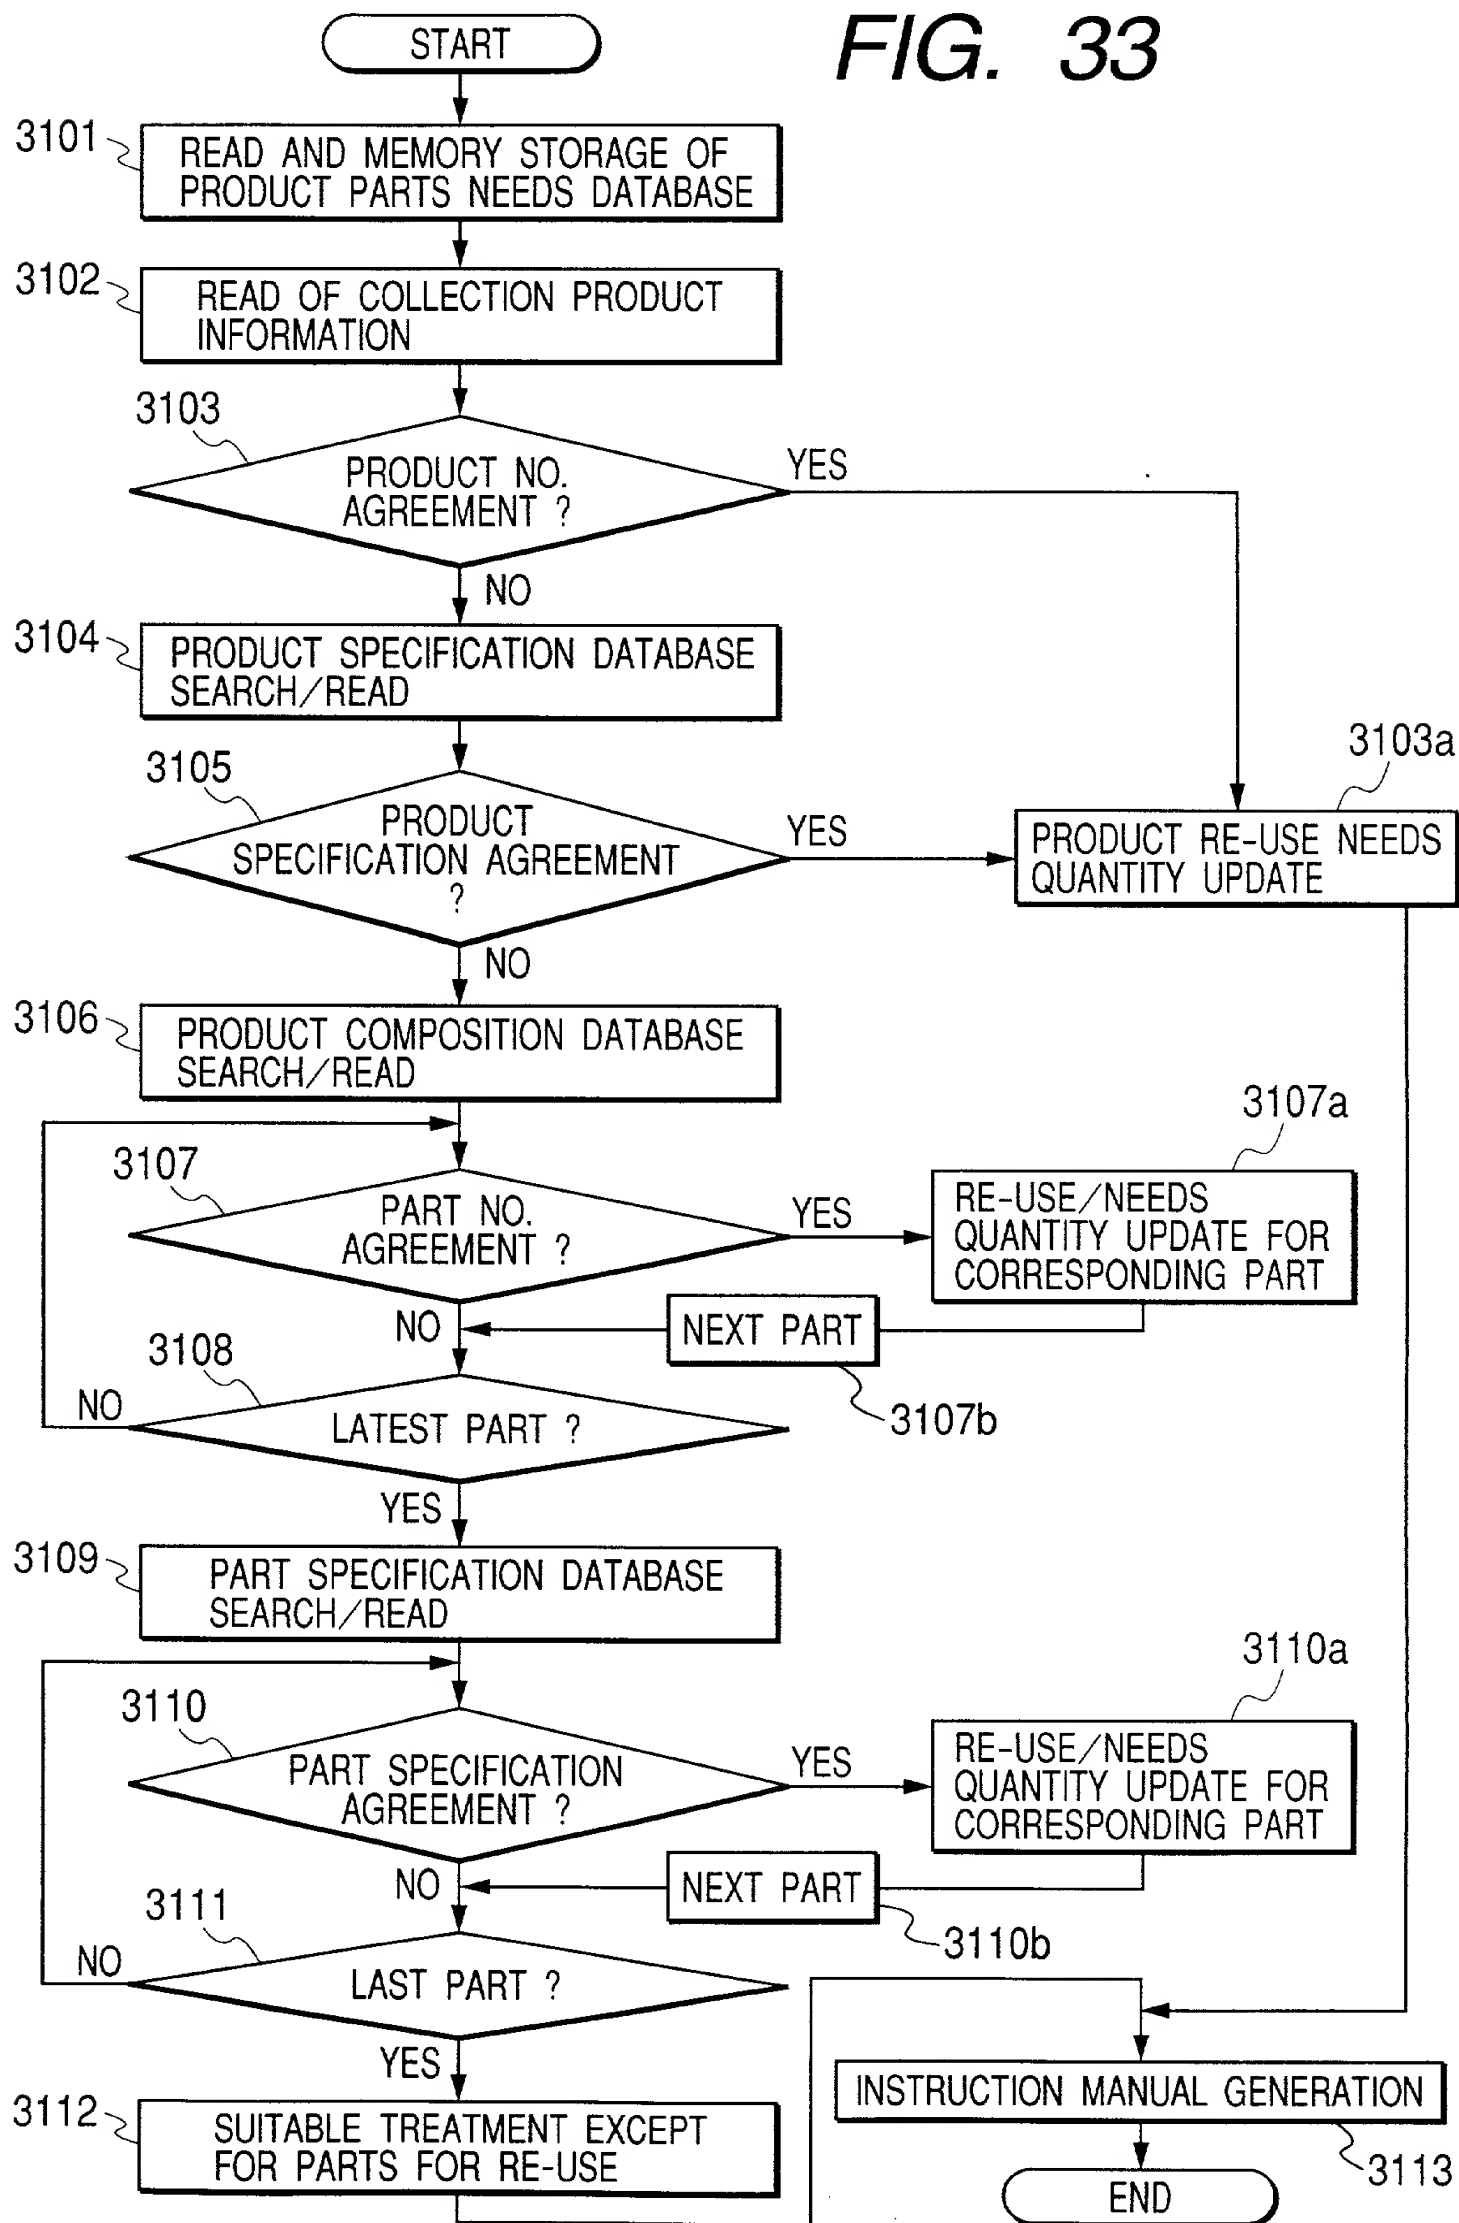 FIG. 33
START
3101
READ AND MEMORY STORAGE OF
PRODUCT PARTS NEEDS DATABASE
3102
READ OF COLLECTION PRODUCT
INFORMATION
3103
PRODUCT NO.
AGREEMENT ?
YES
NO
3104
PRODUCT SPECIFICATION DATABASE
SEARCH/READ
3105
PRODUCT
SPECIFICATION AGREEMENT
?
YES
3103a
PRODUCT RE-USE NEEDS
QUANTITY UPDATE
NO
3106
PRODUCT COMPOSITION DATABASE
SEARCH/READ
3107
PART NO.
AGREEMENT ?
YES
3107a
RE-USE/NEEDS
QUANTITY UPDATE FOR
CORRESPONDING PART
NO
NEXT PART
3107b
3108
NO
LATEST PART ?
YES
3109
PART SPECIFICATION DATABASE
SEARCH/READ
3110
PART SPECIFICATION
AGREEMENT ?
YES
3110a
RE-USE/NEEDS
QUANTITY UPDATE FOR
CORRESPONDING PART
NO
NEXT PART
3110b
3111
NO
LAST PART ?
YES
3112
SUITABLE TREATMENT EXCEPT
FOR PARTS FOR RE-USE
INSTRUCTION MANUAL GENERATION
3113
END